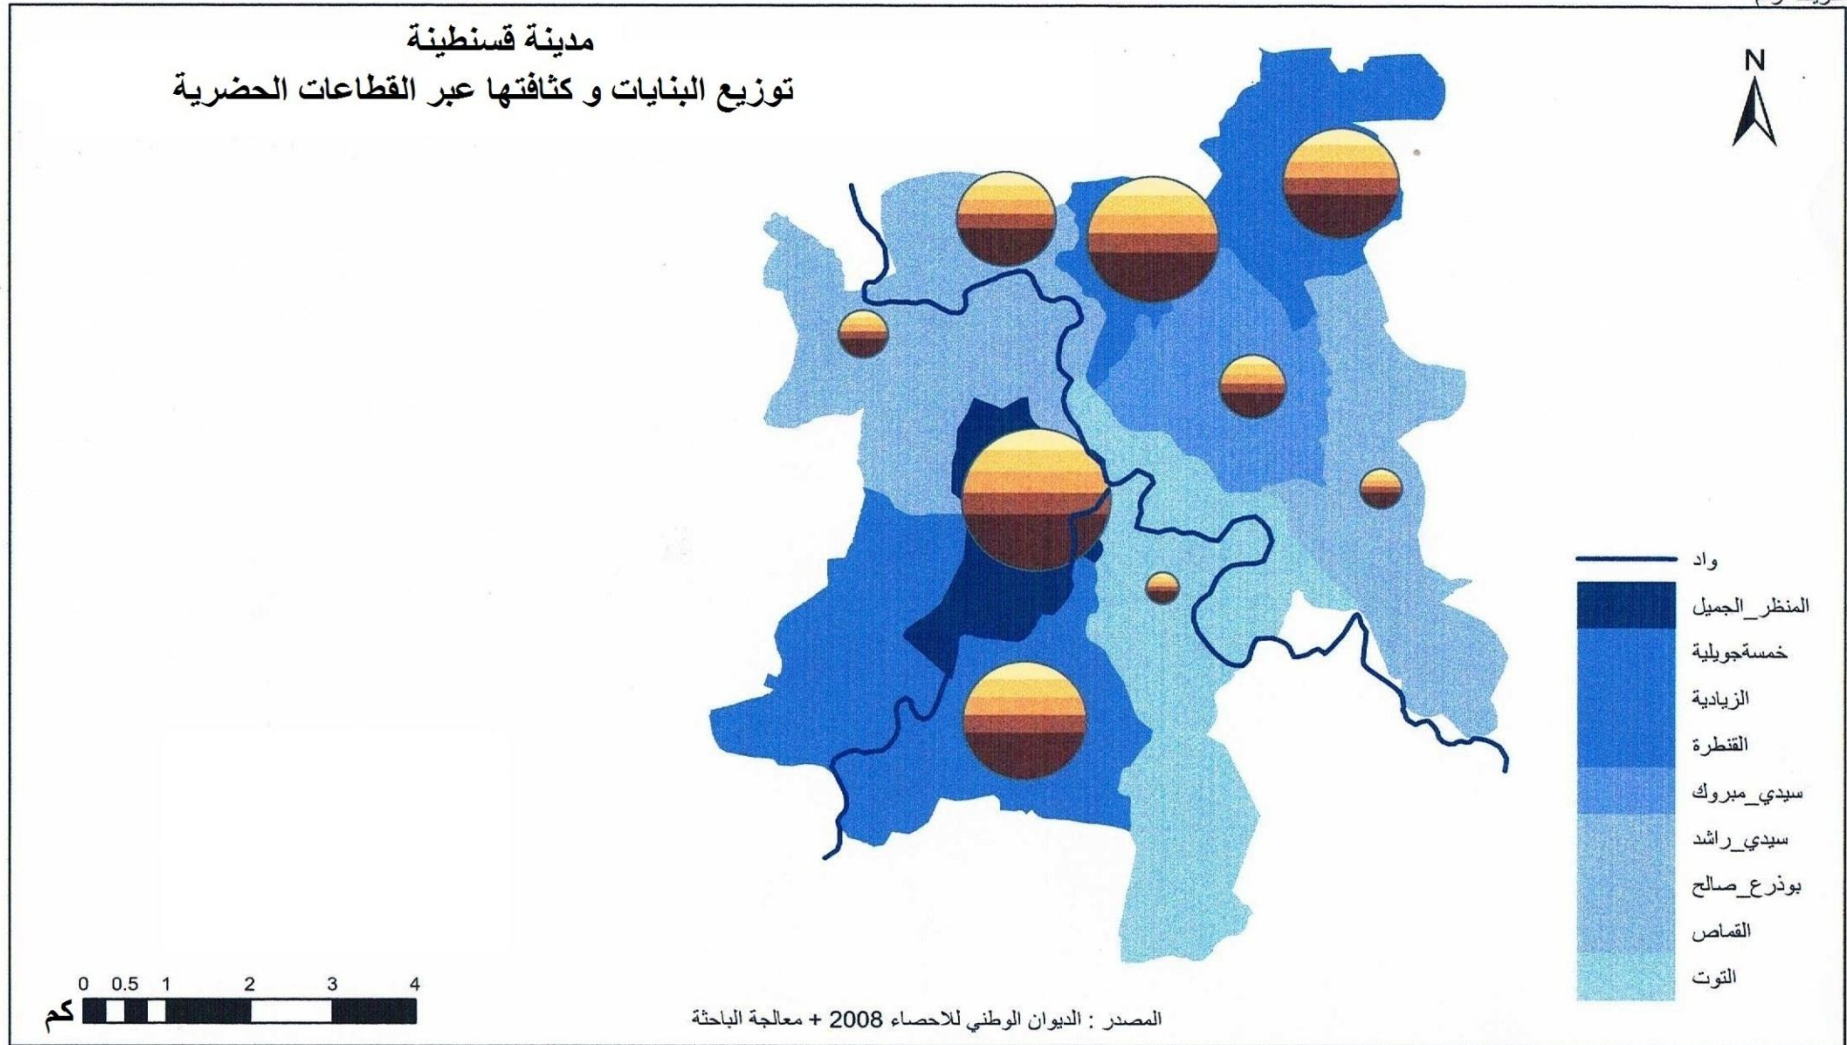 مدينة قسنطينة
توزيع البنايات و كثافتها عبر القطاعات الحضرية
N
واد
المنظر_الجميل
خمسةجويلية
الزيادية
القنطرة
سيدي_مبروك
سيدي_راشد
بوذرع_صالح
القماص
التوت
0 0.5 1 2 3 4
كم
المصدر : الديوان الوطني للاحصاء 2008 + معالجة الباحثة